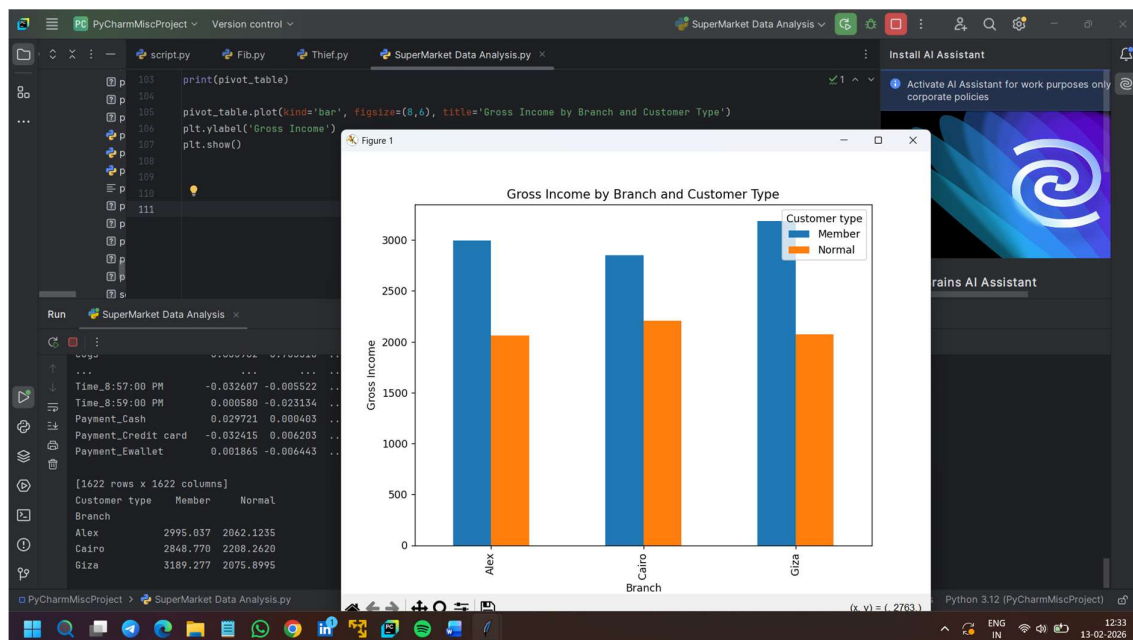 PC PyCharmMiscProject Version control SuperMarket Data Analysis
script.py Fib.py Thief.py SuperMarket Data Analysis.py
Install AI Assistant
Activate AI Assistant for work purposes only
corporate policies
103 print(pivot_table)
104
105 pivot_table.plot(kind='bar', figsize=(8,6), title='Gross Income by Branch and Customer Type')
106 plt.ylabel('Gross Income')
107 plt.show()
108
109
110
111
1
Figure 1
Gross Income by Branch and Customer Type
Customer type
Member
Normal
3000
2500
2000
1500
1000
500
0
Gross Income
Alex
Cairo
Giza
Branch
(x, y) = (, 2763.)
rains AI Assistant
Run SuperMarket Data Analysis
... ... ... ..
Time_8:57:00 PM -0.032607 -0.005522 ..
Time_8:59:00 PM 0.000580 -0.023134 ..
Payment_Cash 0.029721 0.000403 ..
Payment_Credit card -0.032415 0.006203 ..
Payment_Ewallet 0.001865 -0.006443 ..
[1622 rows x 1622 columns]
Customer type Member Normal
Branch
Alex 2995.037 2062.1235
Cairo 2848.770 2208.2620
Giza 3189.277 2075.8995
PyCharmMiscProject > SuperMarket Data Analysis.py
Python 3.12 (PyCharmMiscProject)
ENG
IN
12:33
13-02-2026